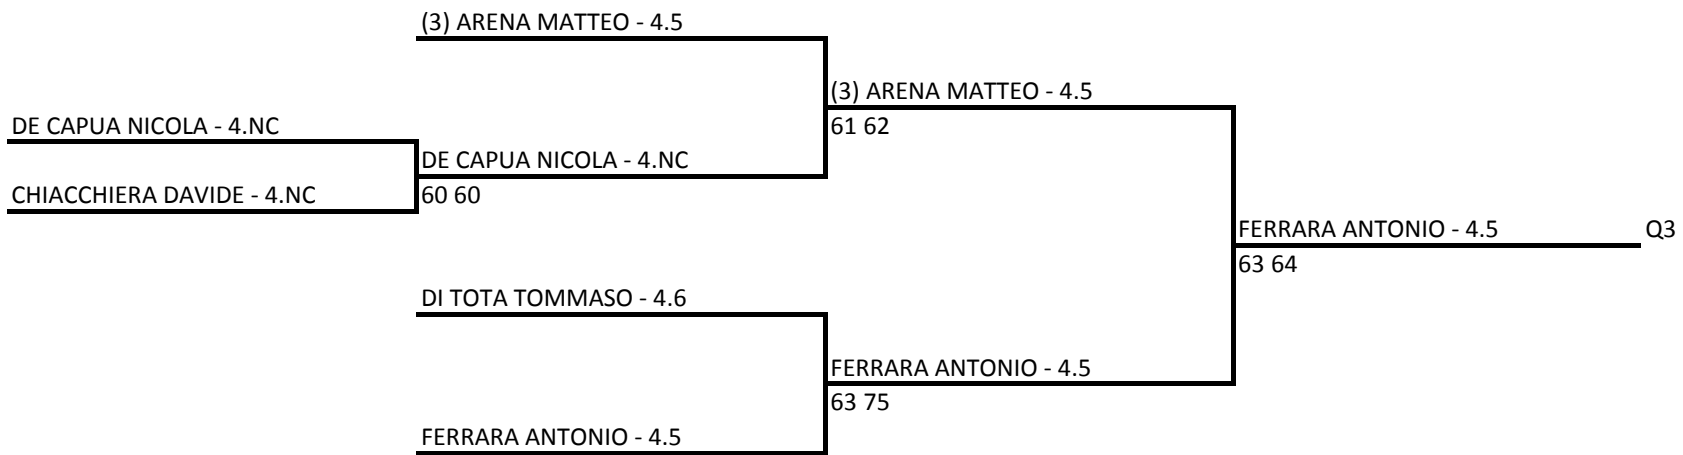 (3) ARENA MATTEO - 4.5
(3) ARENA MATTEO - 4.5
DE CAPUA NICOLA - 4.NC
61 62
DE CAPUA NICOLA - 4.NC
CHIACCHIERA DAVIDE - 4.NC
60 60
FERRARA ANTONIO - 4.5
Q3
63 64
DI TOTA TOMMASO - 4.6
FERRARA ANTONIO - 4.5
63 75
FERRARA ANTONIO - 4.5